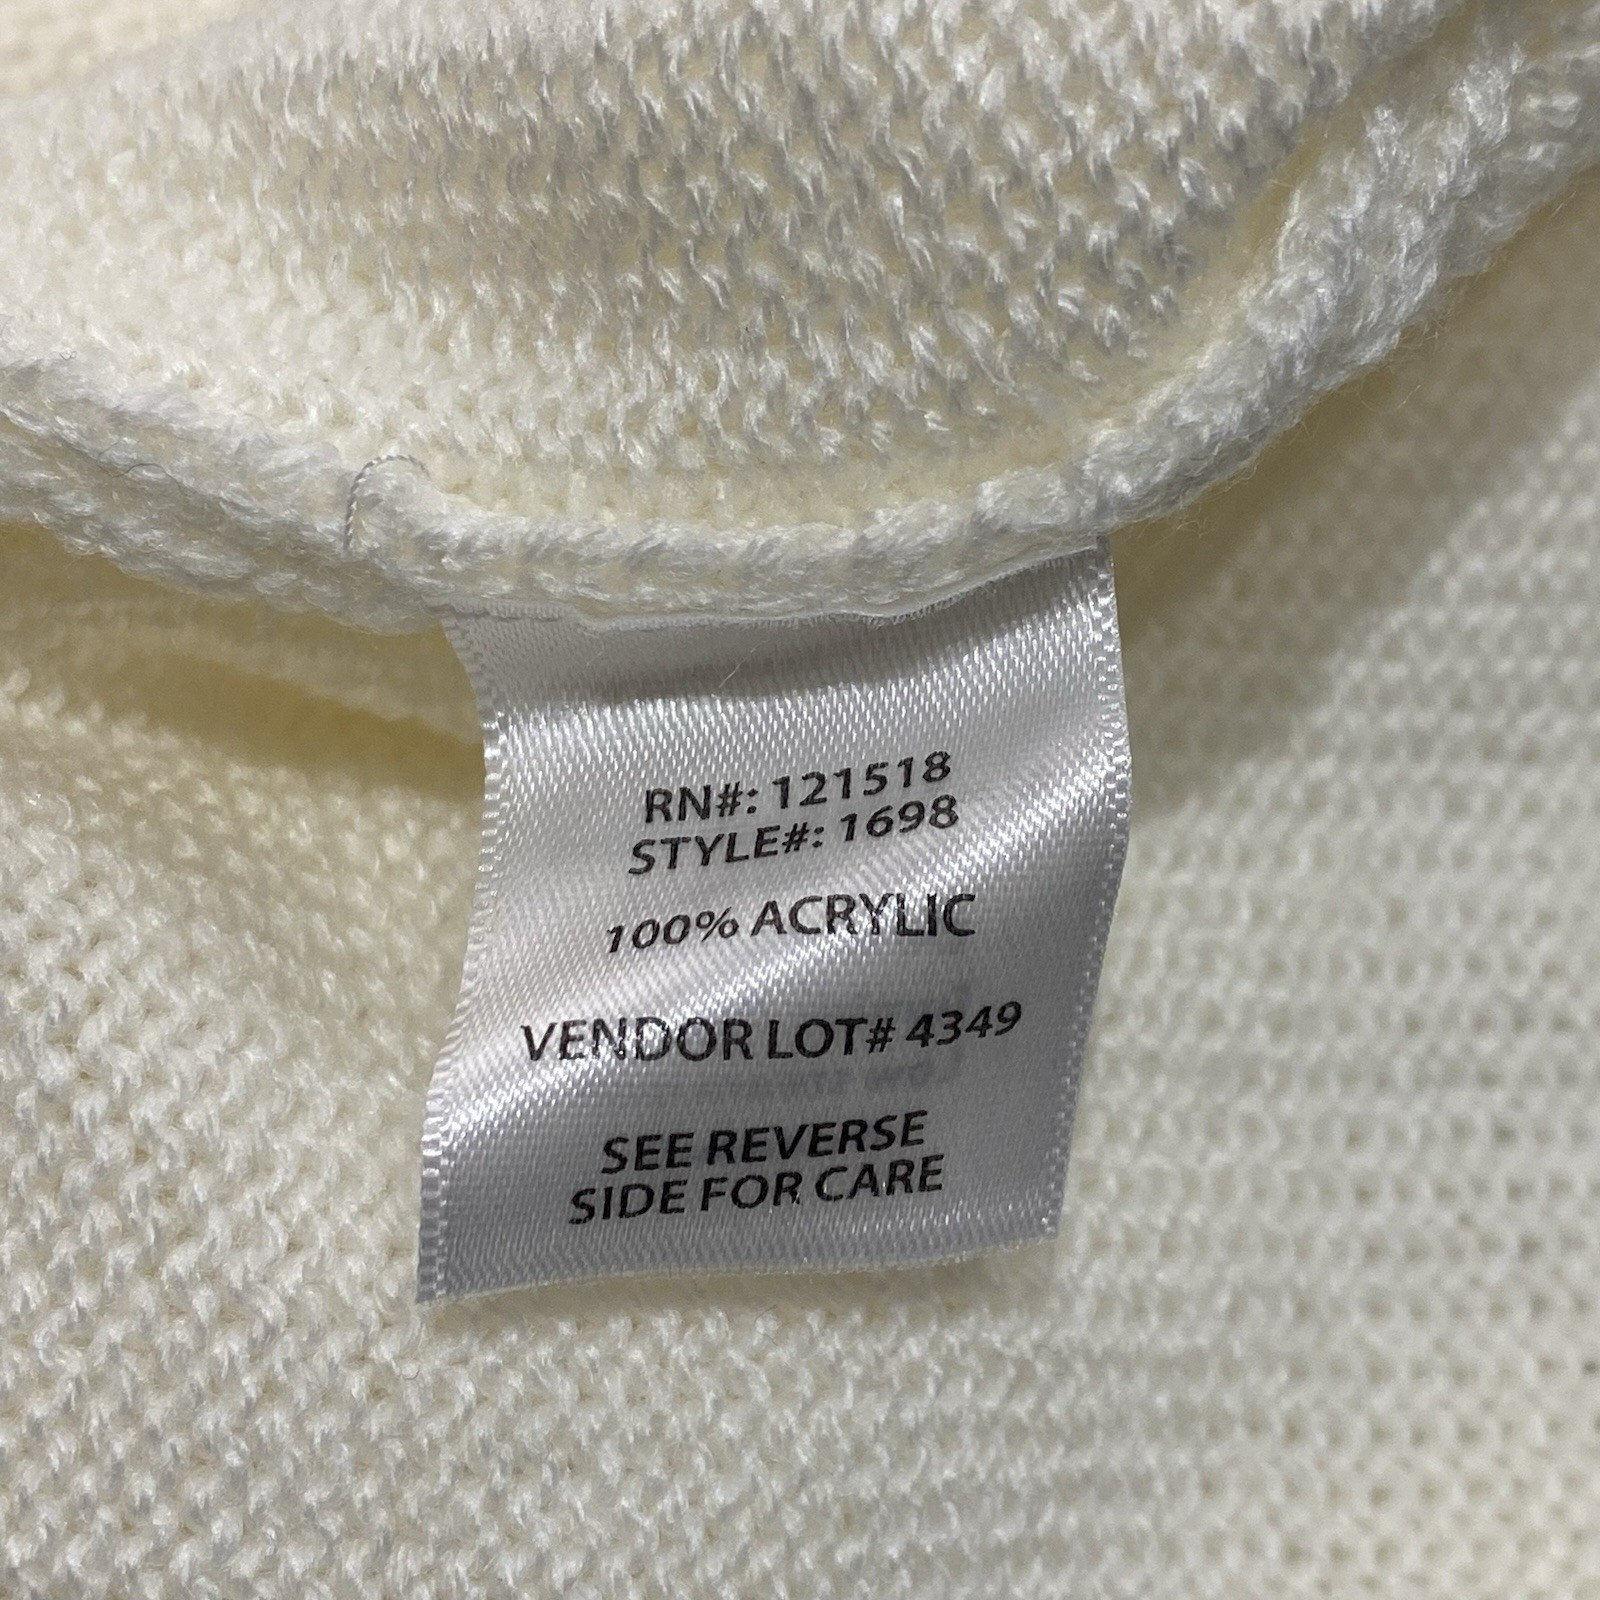 RN#: 121518
STYLE#: 1698
100% ACRYLIC
VENDOR LOT# 4349
SEE REVERSE
SIDE FOR CARE